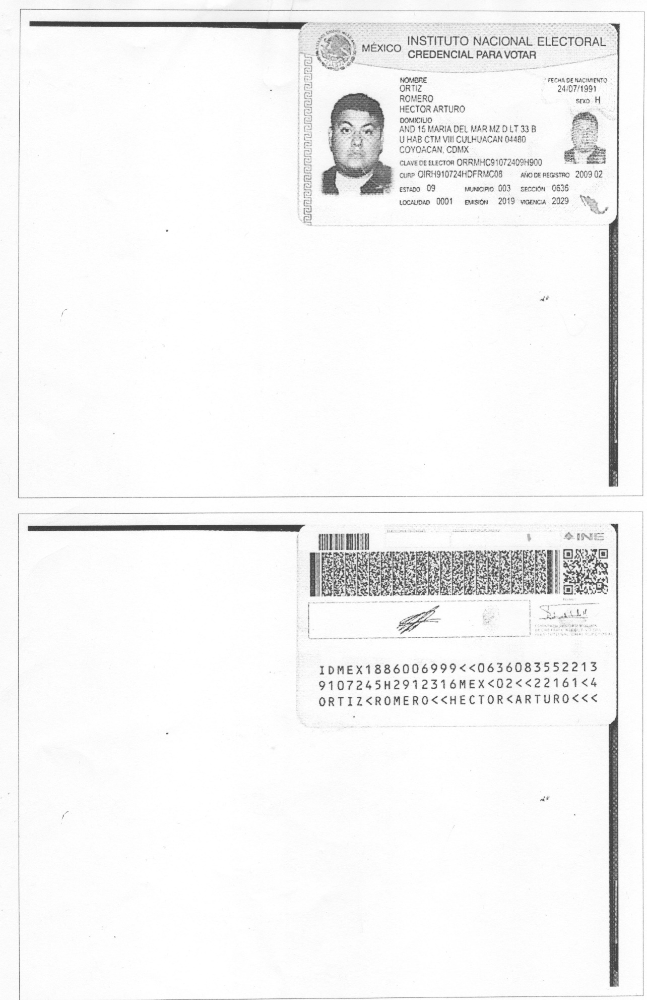 MÉXICO INSTITUTO NACIONAL ELECTORAL
CREDENCIAL PARA VOTAR
NOMBRE
ORTIZ
ROMERO
HECTOR ARTURO
FECHA DE NACIMIENTO
24/07/1991
SEXO H
DOMICILIO
AND 15 MARIA DEL MAR MZ D LT 33 B
U HAB CTM VIII CULHUACAN 04480
COYOACAN, CDMX
CLAVE DE ELECTOR ORRMHC91072409H900
CURP OIRH910724HDFRMC08 AÑO DE REGISTRO 2009 02
ESTADO 09 MUNICIPIO 003 SECCIÓN 0636
LOCALIDAD 0001 EMISIÓN 2019 VIGENCIA 2029
INE
EDMUNDO JACOBO MOLINA
SECRETARIO EJECUTIVO DEL
INSTITUTO NACIONAL ELECTORAL
IDMEX1886006999<<0636083552213
9107245H2912316MEX<02<<22161<4
ORTIZ<ROMERO<<HECTOR<ARTURO<<<